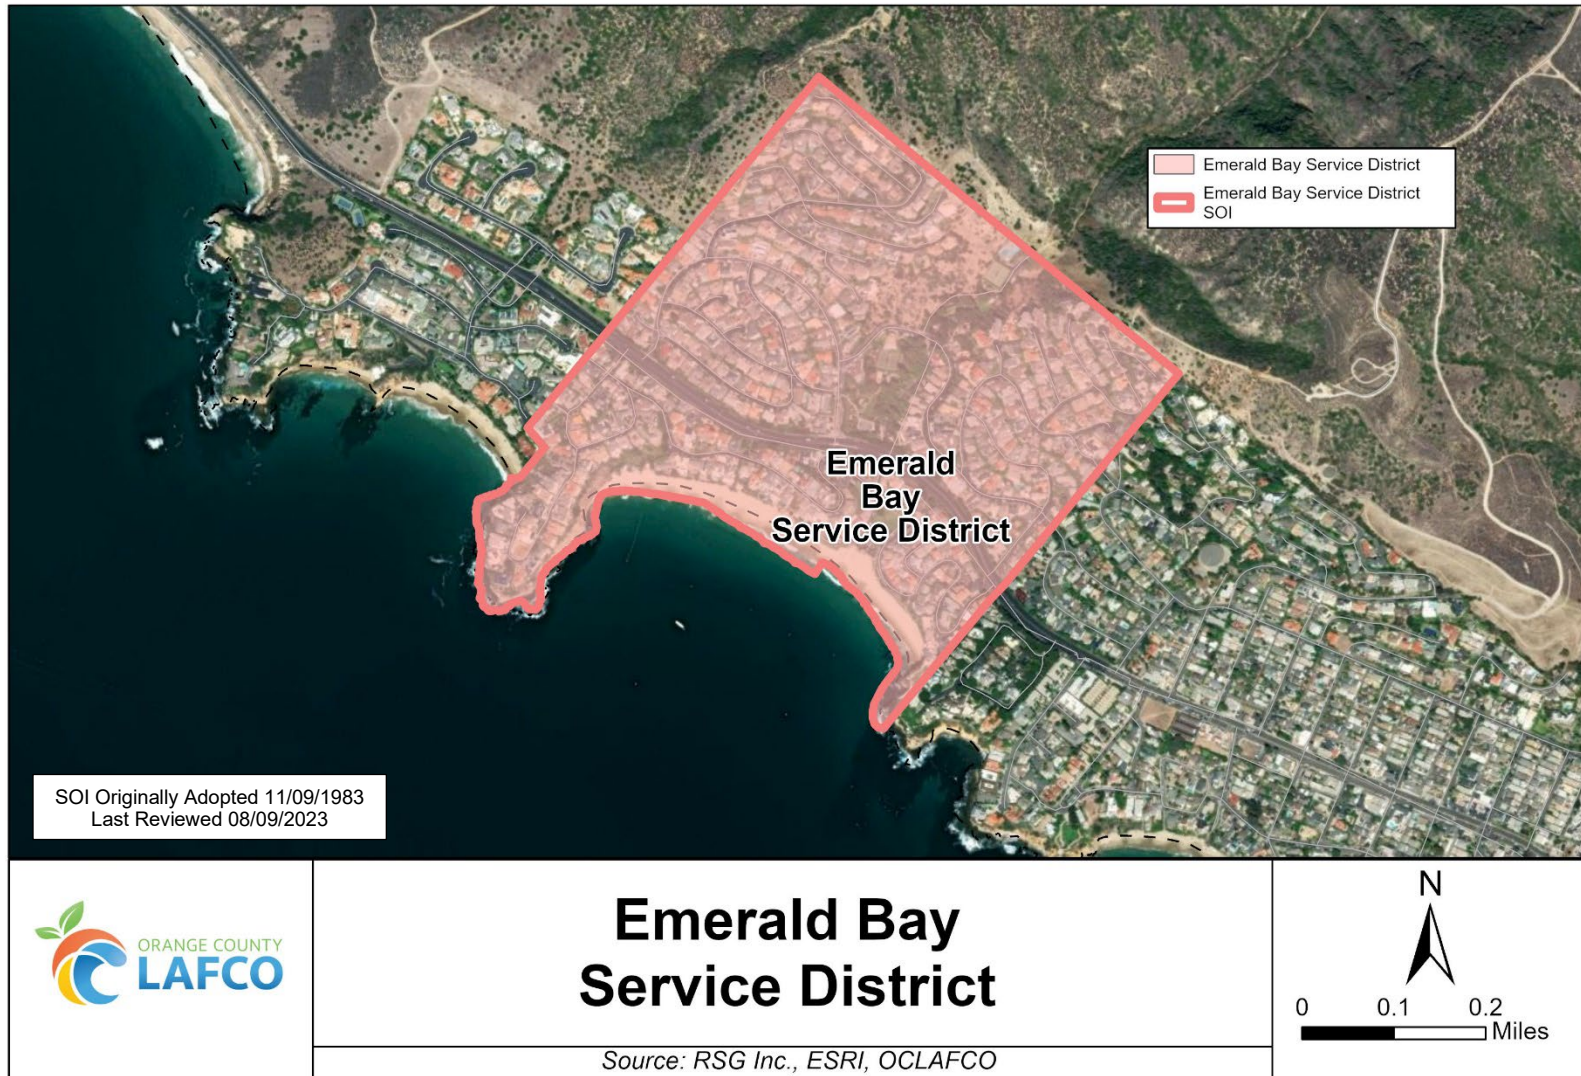 Emerald Bay Service District
Emerald Bay Service District
SOI
Emerald
Bay
Service District
SOI Originally Adopted 11/09/1983
Last Reviewed 08/09/2023
ORANGE COUNTY
LAFCO
Emerald Bay
Service District
Source: RSG Inc., ESRI, OCLAFCO
N
0 0.1 0.2
Miles